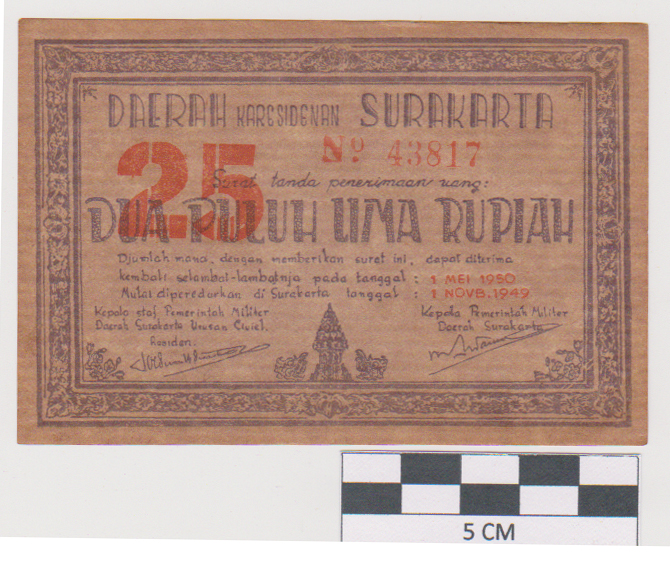 DAERAH KARESIDENAN SURAKARTA
25
No 43817
Surat tanda penerimaan uang:
DUA PULUH LIMA RUPIAH
Djumlah mana, dengan memberikan surat ini, dapat diterima
kembali selambat-lambatnja pada tanggal : 1 MEI 1950
Mulai diperedarkan di Surakarta tanggal : 1 NOVB. 1949
Kepala staf Pemerintah Militer
Daerah Surakarta Urusan Civiel.
Residen.
Kepala Pemerintah Militer
Daerah Surakarta
5 CM